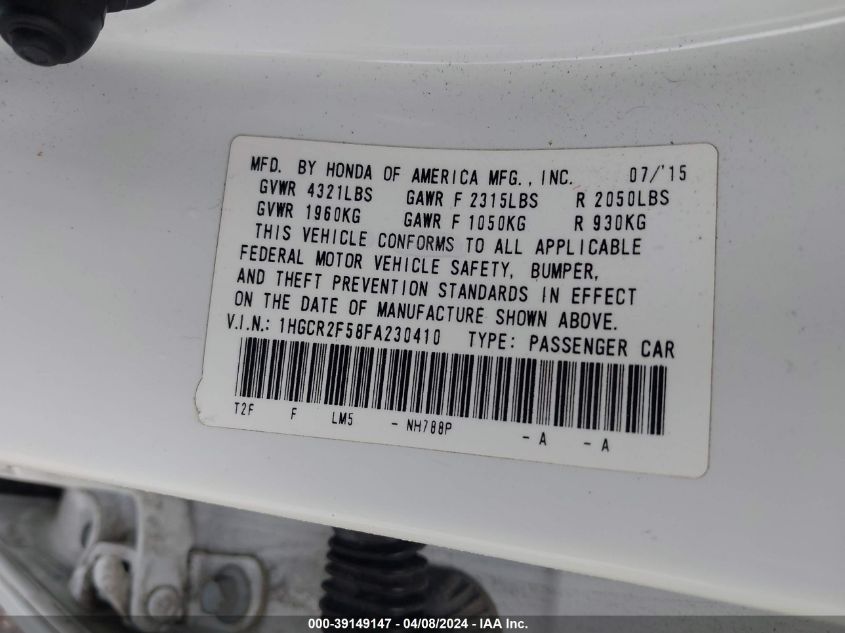 MFD. BY HONDA OF AMERICA MFG., INC. 07/'15
GVWR 4321LBS GAWR F 2315LBS R 2050LBS
GVWR 1960KG GAWR F 1050KG R 930KG
THIS VEHICLE CONFORMS TO ALL APPLICABLE
FEDERAL MOTOR VEHICLE SAFETY, BUMPER,
AND THEFT PREVENTION STANDARDS IN EFFECT
ON THE DATE OF MANUFACTURE SHOWN ABOVE.
V.I.N.: 1HGCR2F58FA230410 TYPE: PASSENGER CAR
T2F F LM5 - NH788P - A - A
000-39149147 - 04/08/2024 - IAA Inc.